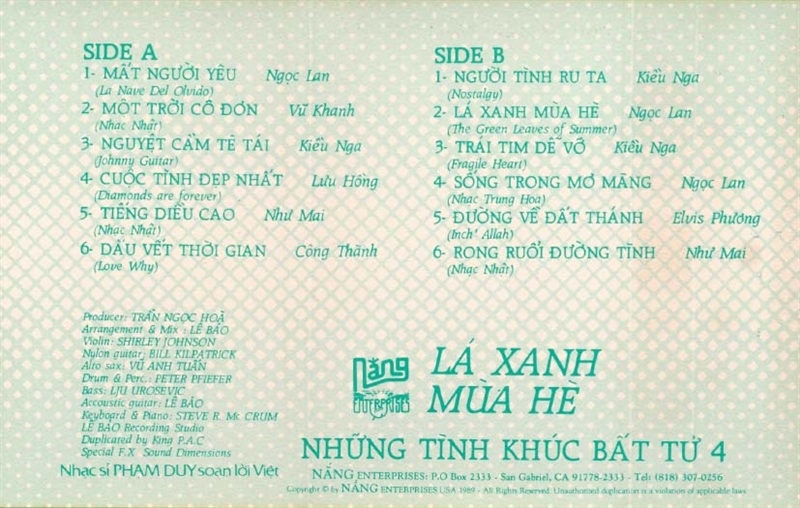 SIDE A
1- MẤT NGƯỜI YÊU Ngọc Lan
(La Nave Del Olvido)
2- MỘT TRỜI CÔ ĐƠN Vũ Khanh
(Nhạc Nhật)
3- NGUYỆT CẦM TÊ TÁI Kiều Nga
(Johnny Guitar)
4- CUỘC TÌNH ĐẸP NHẤT Lưu Hồng
(Diamonds are forever)
5- TIẾNG DIỀU CAO Như Mai
(Nhạc Nhật)
6- DẤU VẾT THỜI GIAN Công Thành
(Love Why)
SIDE B
1- NGƯỜI TÌNH RU TA Kiều Nga
(Nostalgy)
2- LÁ XANH MÙA HÈ Ngọc Lan
(The Green Leaves of Summer)
3- TRÁI TIM DỄ VỠ Kiều Nga
(Fragile Heart)
4- SỐNG TRONG MƠ MÀNG Ngọc Lan
(Nhạc Trung Hoa)
5- ĐƯỜNG VỀ ĐẤT THÁNH Elvis Phương
(Inch' Allah)
6- RONG RUỔI ĐƯỜNG TÌNH Như Mai
(Nhạc Nhật)
Producer: TRẦN NGỌC HOÀ
Arrangement & Mix : LÊ BÁO
Violin: SHIRLEY JOHNSON
Nylon guitar: BILL KILPATRICK
Alto sax: VŨ ANH TUẤN
Drum & Perc.: PETER PFIEFER
Bass: LJU UROSEVIC
Accoustic guitar: LÊ BÁO
Keyboard & Piano: STEVE R. Mc CRUM
LÊ BÁO Recording Studio
Duplicated by King P.A.C
Special F.X Sound Dimensions
Nhạc sĩ PHẠM DUY soạn lời Việt
Nắng
ENTERPRISES
LÁ XANH
MÙA HÈ
NHỮNG TÌNH KHÚC BẤT TỬ 4
NẮNG ENTERPRISES: P.O Box 2333 - San Gabriel, CA 91778-2333 - Tel: (818) 307-0256
Copyright © by NẮNG ENTERPRISES USA 1989 - All Rights Reserved. Unauthorized duplication is a violation of applicable laws.